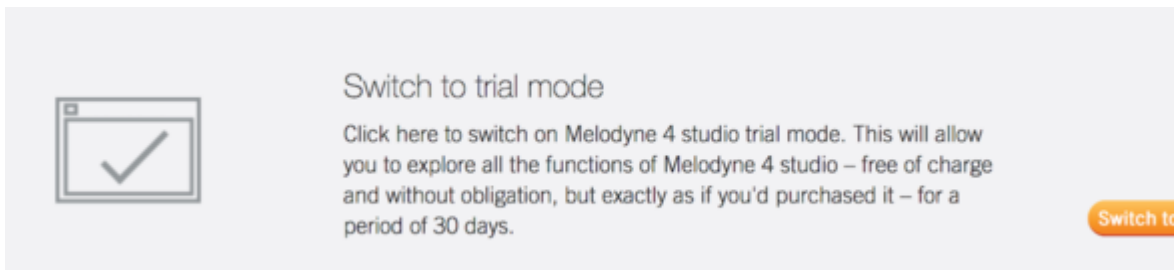 Switch to trial mode
Click here to switch on Melodyne 4 studio trial mode. This will allow
you to explore all the functions of Melodyne 4 studio – free of charge
and without obligation, but exactly as if you'd purchased it – for a
period of 30 days.
Switch to